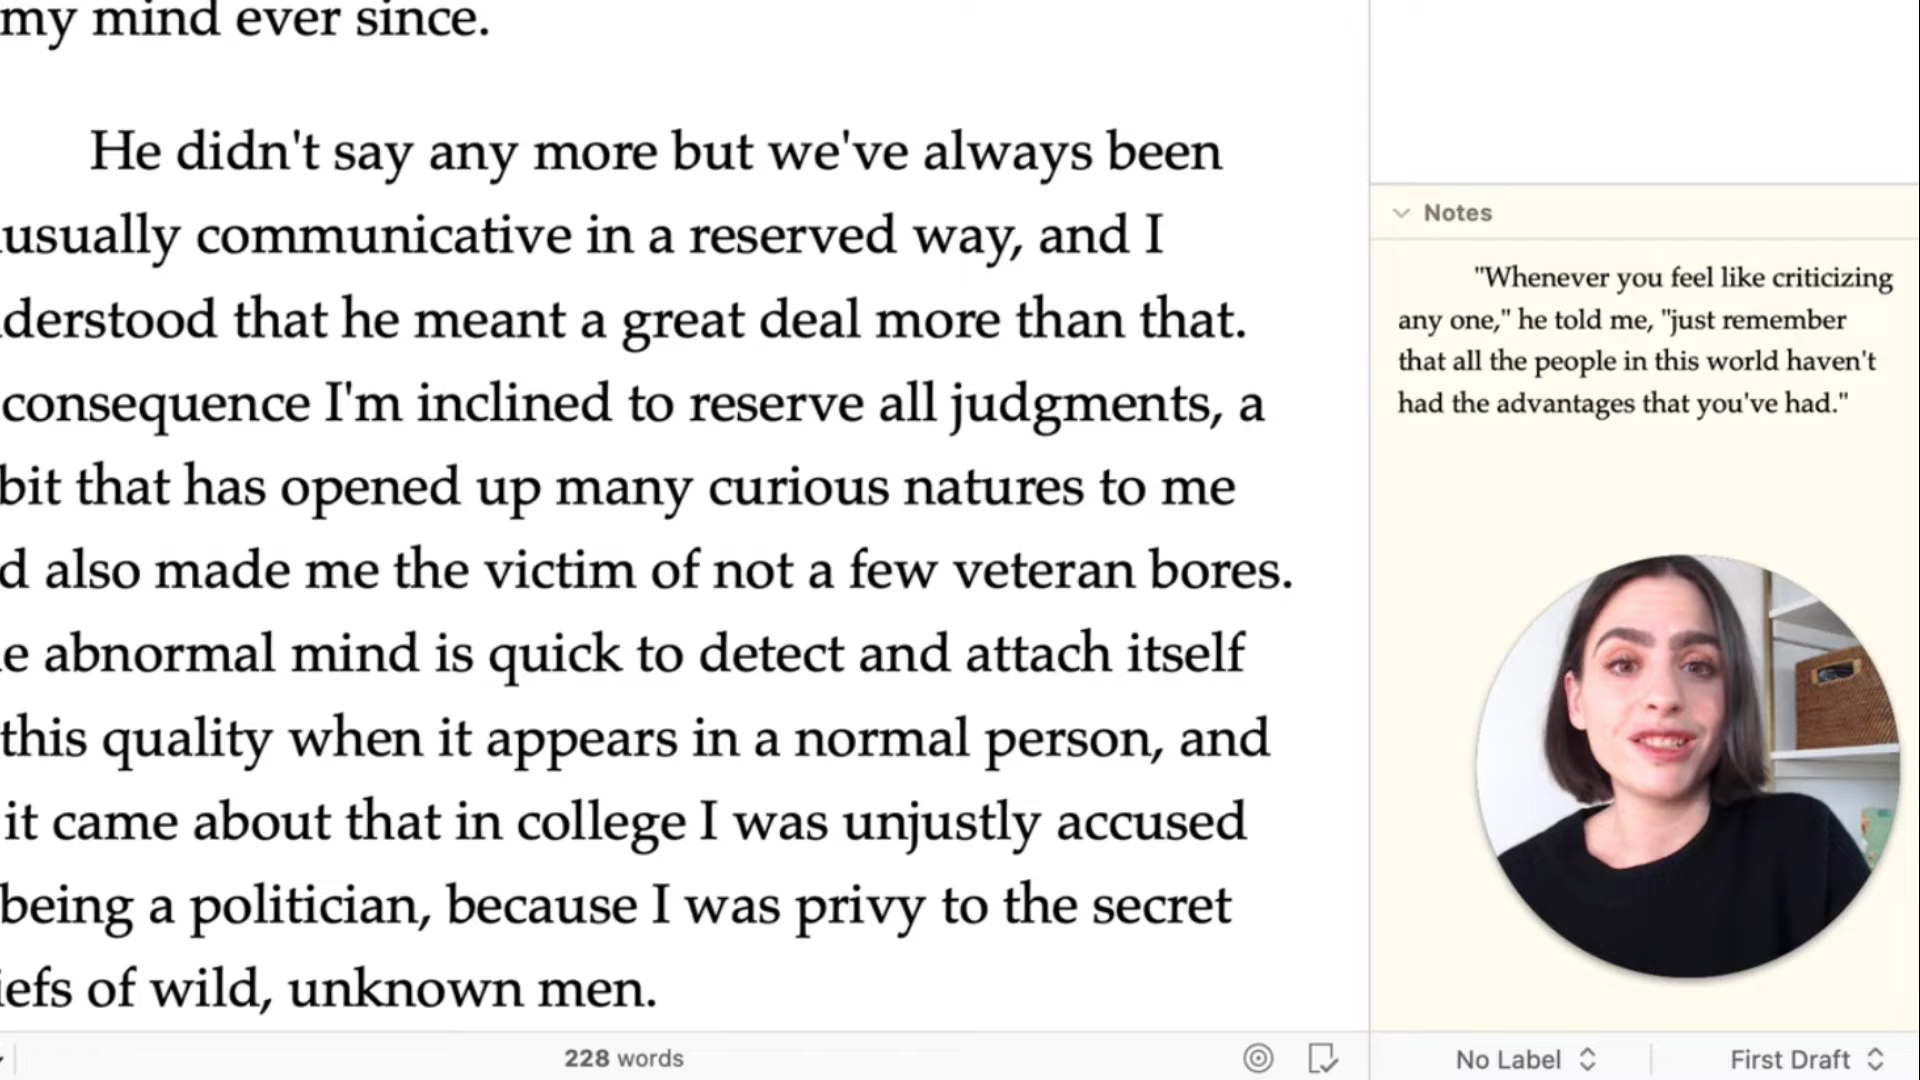 my mind ever since.
He didn't say any more but we've always been
usually communicative in a reserved way, and I
derstood that he meant a great deal more than that.
consequence I'm inclined to reserve all judgments, a
bit that has opened up many curious natures to me
d also made me the victim of not a few veteran bores.
e abnormal mind is quick to detect and attach itself
this quality when it appears in a normal person, and
it came about that in college I was unjustly accused
being a politician, because I was privy to the secret
iefs of wild, unknown men.
228 words
Notes
"Whenever you feel like criticizing
any one," he told me, "just remember
that all the people in this world haven't
had the advantages that you've had."
No Label
First Draft